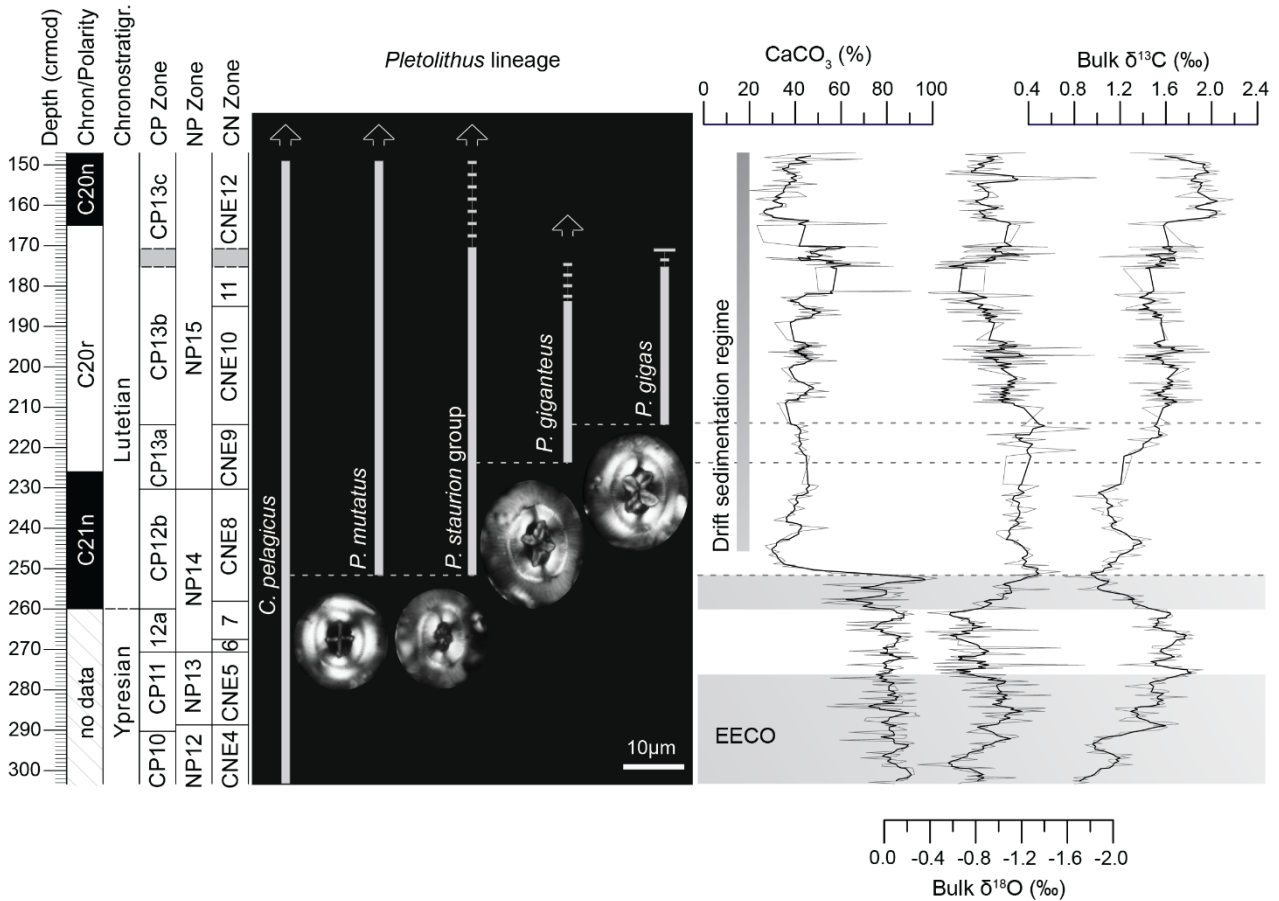 Depth (crmcd)
Chron/Polarity
Chronostratigr.
CP Zone
NP Zone
CN Zone
Pletolithus lineage
CaCO₃ (%)
0 20 40 60 80 100
Bulk δ¹³C (‰)
0.4 0.8 1.2 1.6 2.0 2.4
150
160
170
180
190
200
210
220
230
240
250
260
270
280
290
300
C20n
C20r
C21n
no data
Lutetian
Ypresian
CP13c
CP13b
CP13a
CP12b
12a
CP11
CP10
NP15
NP14
NP13
NP12
CNE12
11
CNE10
CNE9
CNE8
7
6
CNE5
CNE4
C. pelagicus
P. mutatus
P. staurion group
P. giganteus
P. gigas
10µm
Drift sedimentation regime
EECO
0.0 -0.4 -0.8 -1.2 -1.6 -2.0
Bulk δ¹⁸O (‰)